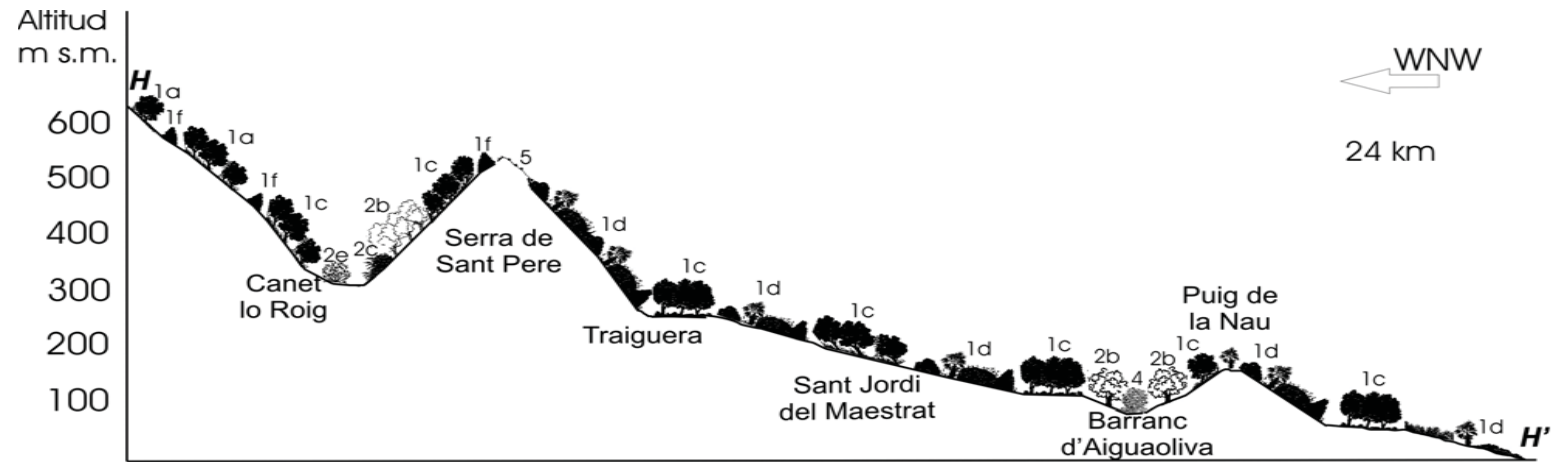 Altitud
m s.m.
WNW
24 km
600
500
400
300
200
100
H
1a
1f
1a
1f
1c
2e
2c
2b
1c
1f
5
1d
1c
1d
1c
1d
1c
2b
4
2b
1c
1d
1c
1d
H'
Canet
lo Roig
Serra de
Sant Pere
Traiguera
Sant Jordi
del Maestrat
Barranc
d'Aiguaoliva
Puig de
la Nau